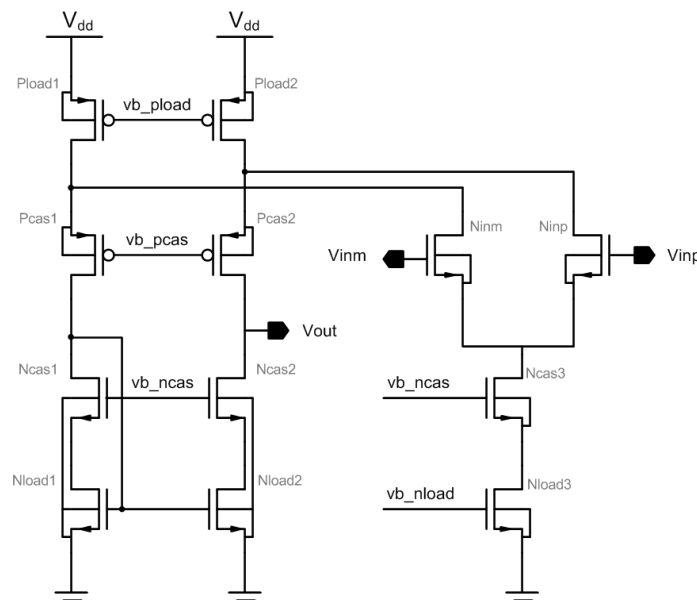 Vdd Vdd
Pload1 vb_pload Pload2
Pcas1 vb_pcas Pcas2
Ninm Ninp
Vinm Vinp
Vout
Ncas1 vb_ncas Ncas2 vb_ncas Ncas3
Nload1 Nload2 vb_nload Nload3